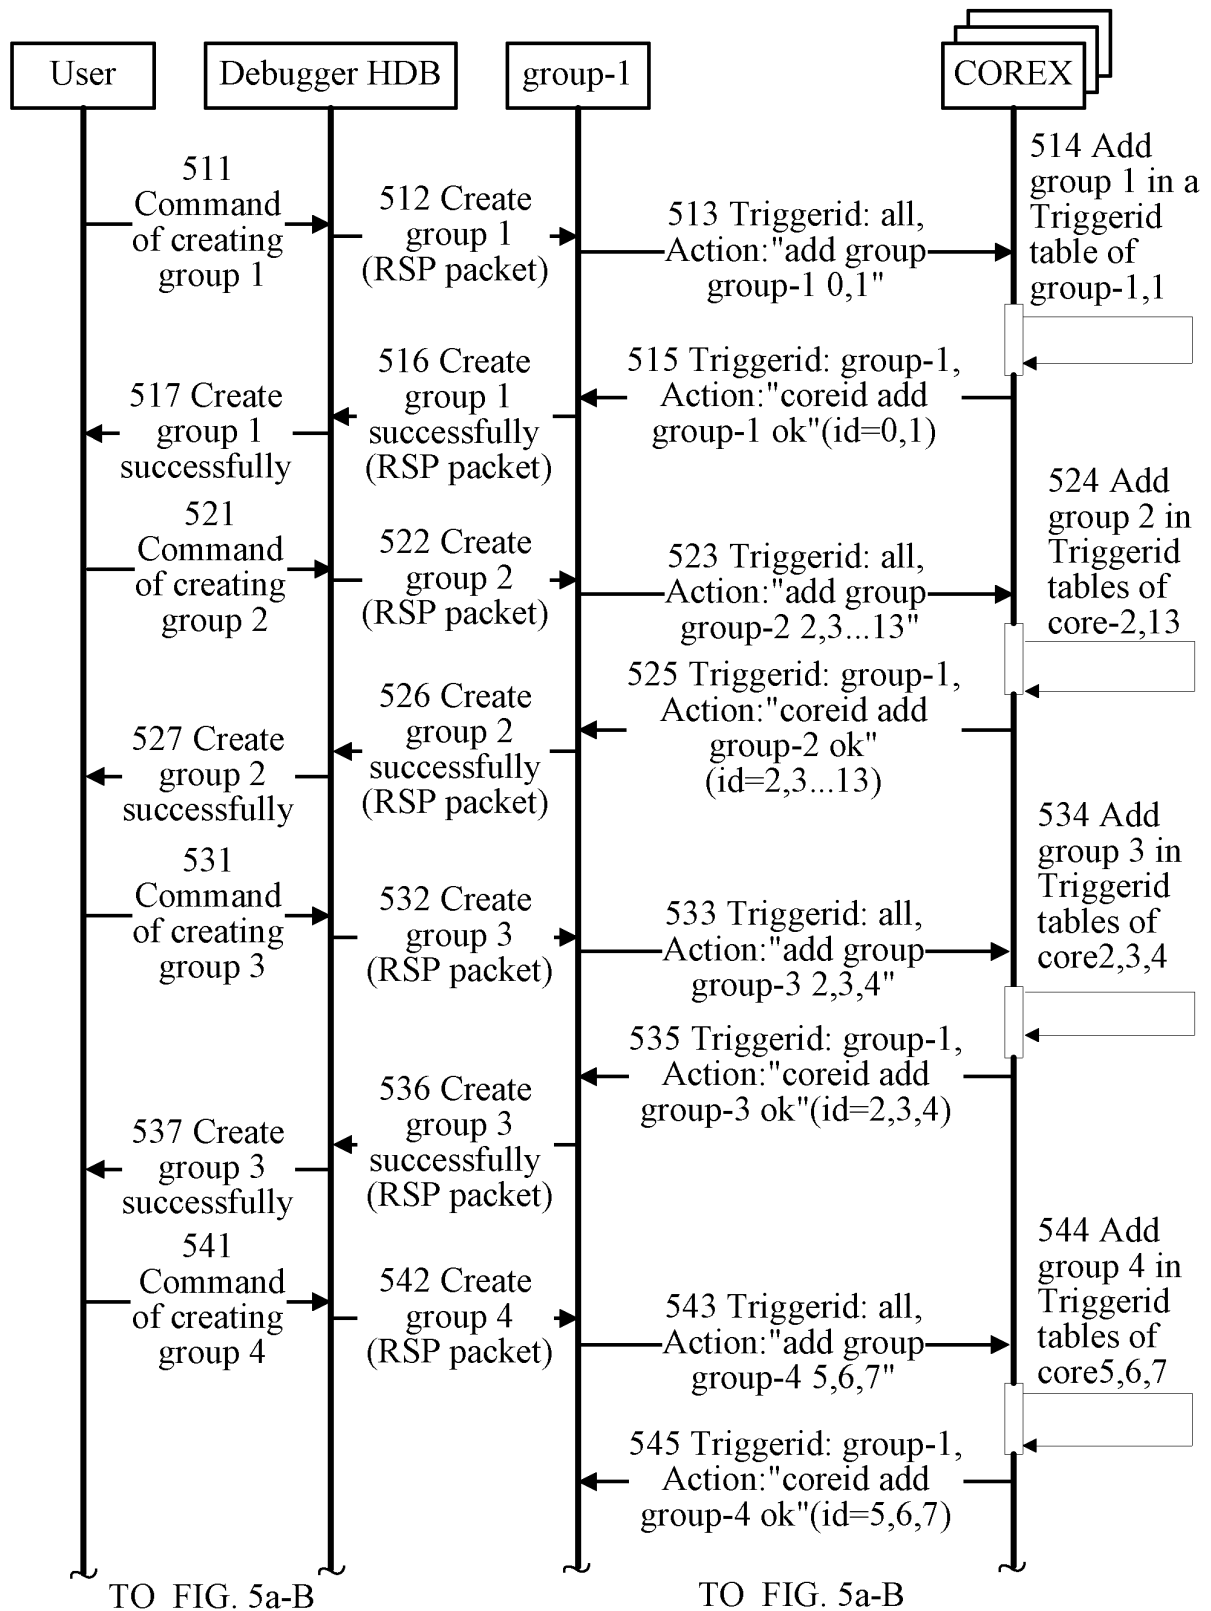 User
Debugger HDB
group-1
COREX
511
Command
of creating
group 1
512 Create
group 1
(RSP packet)
513 Triggerid: all,
Action:"add group
group-1 0,1"
514 Add
group 1 in a
Triggerid
table of
group-1,1
515 Triggerid: group-1,
Action:"coreid add
group-1 ok"(id=0,1)
516 Create
group 1
successfully
(RSP packet)
517 Create
group 1
successfully
521
Command
of creating
group 2
522 Create
group 2
(RSP packet)
523 Triggerid: all,
Action:"add group
group-2 2,3...13"
524 Add
group 2 in
Triggerid
tables of
core-2,13
525 Triggerid: group-1,
Action:"coreid add
group-2 ok"
(id=2,3...13)
526 Create
group 2
successfully
(RSP packet)
527 Create
group 2
successfully
531
Command
of creating
group 3
532 Create
group 3
(RSP packet)
533 Triggerid: all,
Action:"add group
group-3 2,3,4"
534 Add
group 3 in
Triggerid
tables of
core2,3,4
535 Triggerid: group-1,
Action:"coreid add
group-3 ok"(id=2,3,4)
536 Create
group 3
successfully
(RSP packet)
537 Create
group 3
successfully
541
Command
of creating
group 4
542 Create
group 4
(RSP packet)
543 Triggerid: all,
Action:"add group
group-4 5,6,7"
544 Add
group 4 in
Triggerid
tables of
core5,6,7
545 Triggerid: group-1,
Action:"coreid add
group-4 ok"(id=5,6,7)
TO FIG. 5a-B
TO FIG. 5a-B